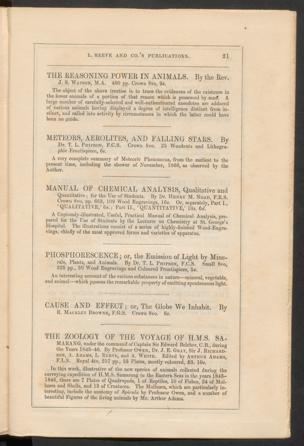 L. REEVE AND CO.'S PUBLICATIONS. 21
THE REASONING POWER IN ANIMALS. By the Rev.
J. S. WATSON, M.A. 480 pp. Crown 8vo, 9s.
The object of the above treatise is to trace the evidences of the existence in
the lower animals of a portion of that reason which is possessed by man. A
large number of carefully-selected and well-authenticated anecdotes are adduced
of various animals having displayed a degree of intelligence distinct from in-
stinct, and called into activity by circumstances in which the latter could have
been no guide.
METEORS, AEROLITES, AND FALLING STARS. By
DR. T. L. PHIPSON, F.C.S. Crown 8vo. 25 Woodcuts and Lithogra-
phic Frontispiece, 6s.
A very complete summary of Meteoric Phenomena, from the earliest to the
present time, including the shower of November, 1866, as observed by the
Author.
MANUAL OF CHEMICAL ANALYSIS, Qualitative and
Quantitative; for the Use of Students. By DR. HENRY M. NOAD, F.R.S.
Crown 8vo, pp. 663, 109 Wood Engravings, 16s. Or, separately, Part I.,
'QUALITATIVE,' 6s.; Part II., 'QUANTITATIVE,' 10s. 6d.
A Copiously-illustrated, Useful, Practical Manual of Chemical Analysis, pre-
pared for the Use of Students by the Lecturer on Chemistry at St. George's
Hospital. The illustrations consist of a series of highly-finished Wood-Engra-
vings, chiefly of the most approved forms and varieties of apparatus.
PHOSPHORESCENCE; or, the Emission of Light by Mine-
rals, Plants, and Animals. By DR. T. L. PHIPSON, F.C.S. Small 8vo,
225 pp., 30 Wood Engravings and Coloured Frontispiece, 5s.
An interesting account of the various substances in nature—mineral, vegetable,
and animal—which possess the remarkable property of emitting spontaneous light.
CAUSE AND EFFECT; or, The Globe We Inhabit. By
R. MACKLEY BROWNE, F.G.S. Crown 8vo. 6s.
THE ZOOLOGY OF THE VOYAGE OF H.M.S. SA-
MARANG, under the command of Captain Sir Edward Belcher, C.B., during
the Years 1843-46. By Professor OWEN, Dr. J. E. GRAY, Sir J. RICHARD-
SON, A. ADAMS, L. REEVE, and A. WHITE. Edited by ARTHUR ADAMS,
F.L.S. Royal 4to, 257 pp., 55 Plates, mostly coloured, 63. 10s.
In this work, illustrative of the new species of animals collected during the
surveying expedition of H.M.S. Samarang in the Eastern Seas in the years 1843-
1846, there are 7 Plates of Quadrupeds, 1 of Reptiles, 10 of Fishes, 24 of Mol-
lusca and Shells, and 13 of Crustacea. The Mollusca, which are particularly in-
teresting, include the anatomy of Spirula by Professor Owen, and a number of
beautiful Figures of the living animals by Mr. Arthur Adams.